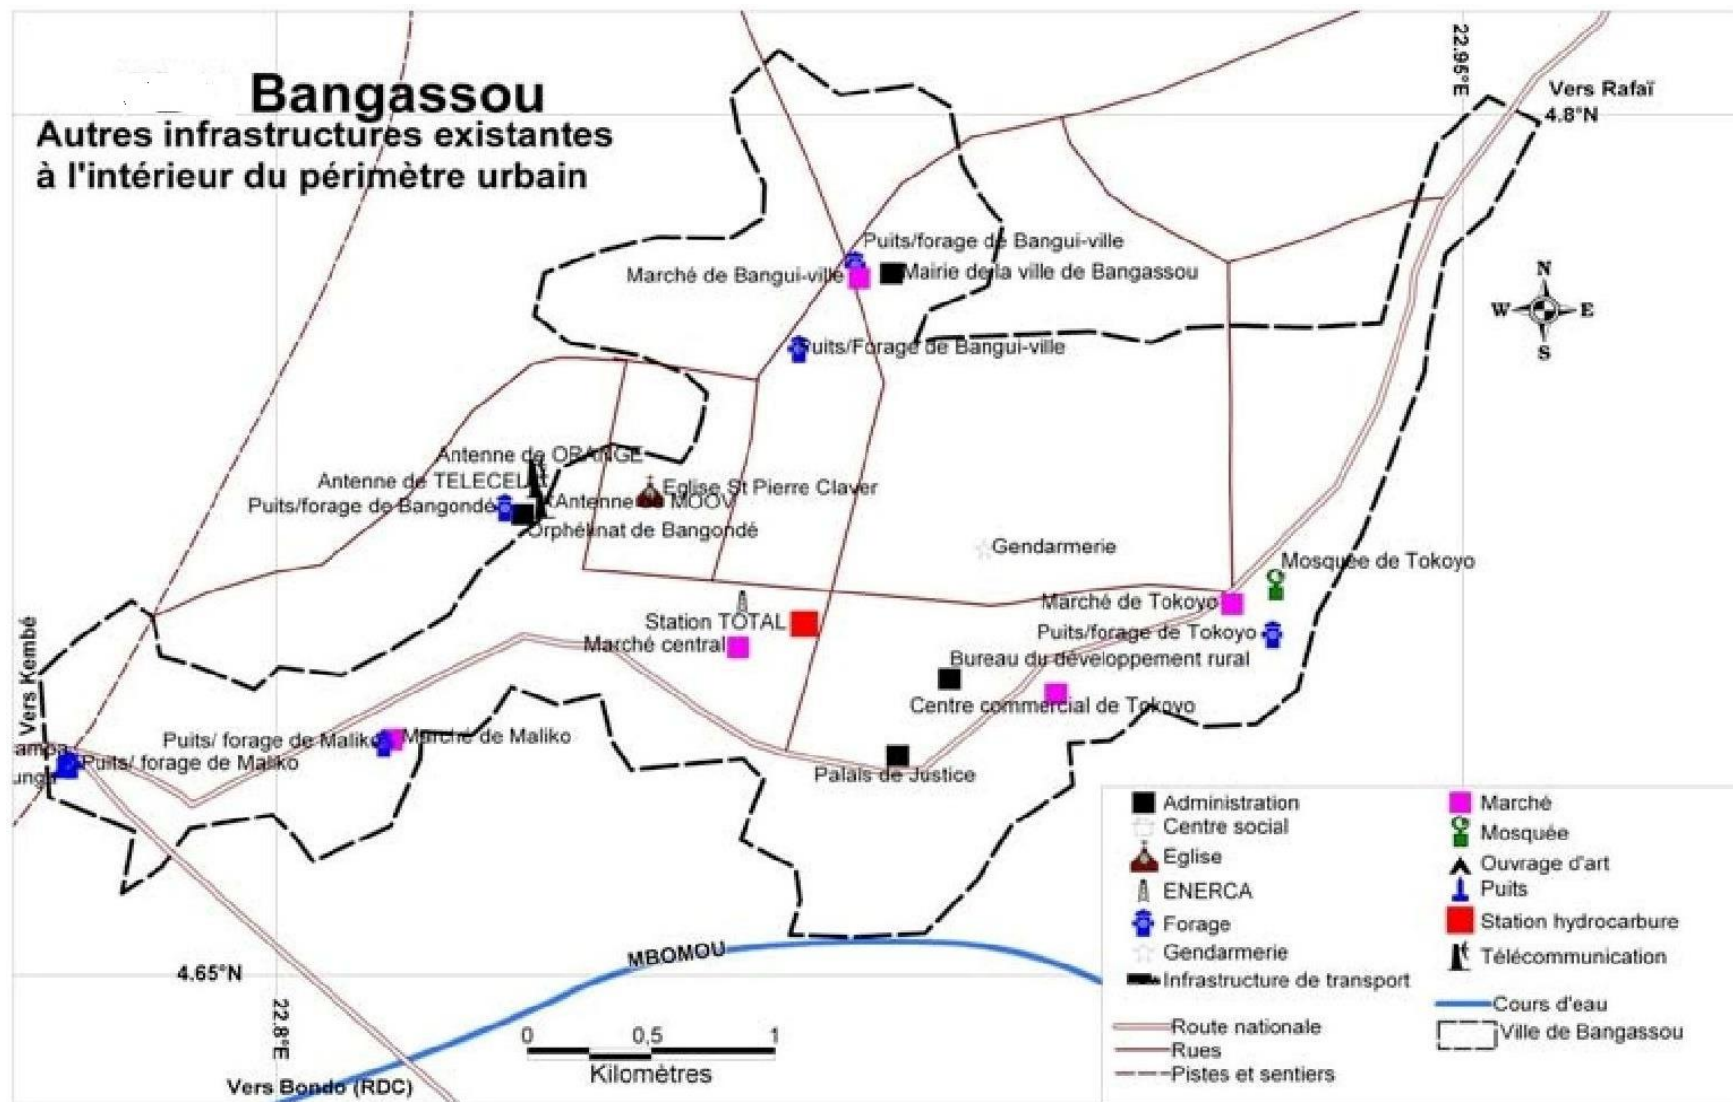 Bangassou
Autres infrastructures existantes
à l'intérieur du périmètre urbain
22.95°E
Vers Rafaï
4.8°N
Puits/forage de Bangui-ville
Marché de Bangui-ville
Mairie de la ville de Bangassou
N
W
E
S
Puits/Forage de Bangui-ville
Antenne de ORANGE
Antenne de TELECEL
Eglise St Pierre Claver
Puits/forage de Bangondé
Antenne de MOOV
Orphélinat de Bangondé
Gendarmerie
Mosquée de Tokoyo
Marché de Tokoyo
Station TOTAL
Puits/forage de Tokoyo
Marché central
Bureau du développement rural
Vers Kembé
Centre commercial de Tokoyo
Puits/ forage de Maliko
Marché de Maliko
Puits/ forage de Maliko
Palais de Justice
Administration
Centre social
Eglise
ENERCA
Forage
Gendarmerie
Infrastructure de transport
Route nationale
Rues
Pistes et sentiers
Marché
Mosquée
Ouvrage d'art
Puits
Station hydrocarbure
Télécommunication
Cours d'eau
Ville de Bangassou
MBOMOU
4.65°N
22.8°E
0 0,5 1
Kilomètres
Vers Bondo (RDC)